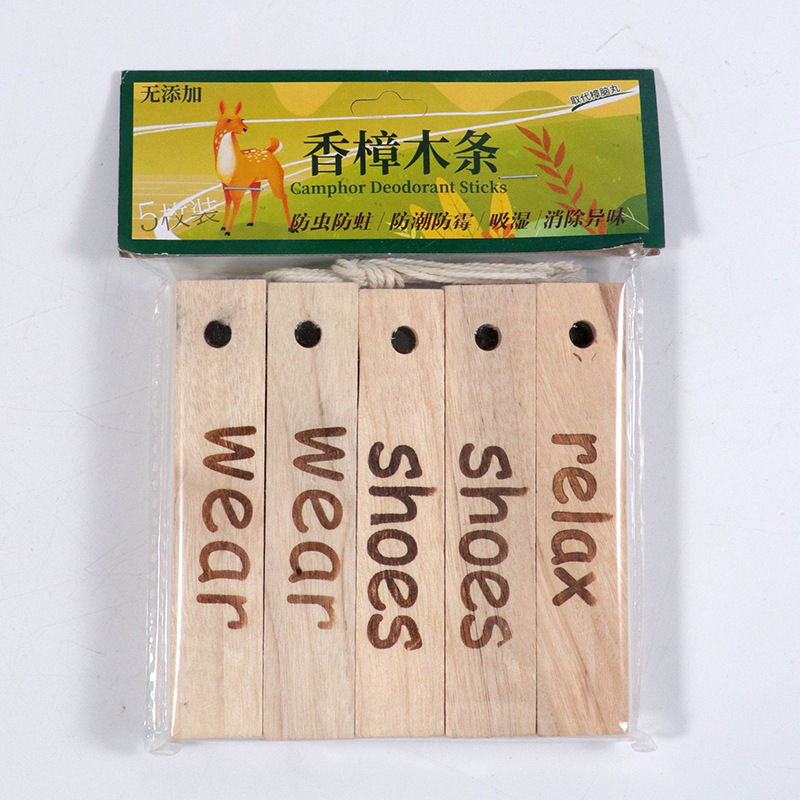 无添加
取代樟脑丸
香樟木条
Camphor Deodorant Sticks
5枚装
防虫防蛀/防潮防霉/吸湿/消除异味
wear
wear
shoes
shoes
relax